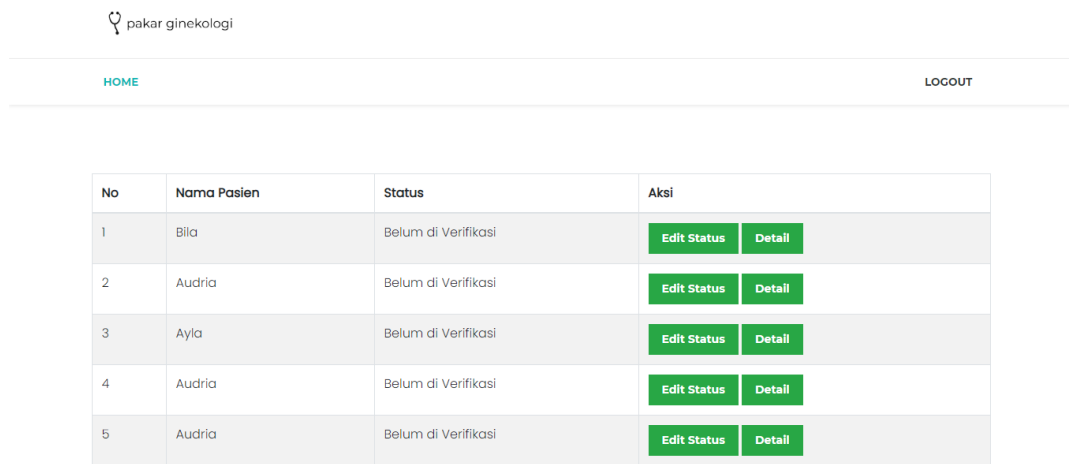 pakar ginekologi
HOME LOGOUT
No Nama Pasien Status Aksi
1 Bila Belum di Verifikasi Edit Status Detail
2 Audria Belum di Verifikasi Edit Status Detail
3 Ayla Belum di Verifikasi Edit Status Detail
4 Audria Belum di Verifikasi Edit Status Detail
5 Audria Belum di Verifikasi Edit Status Detail